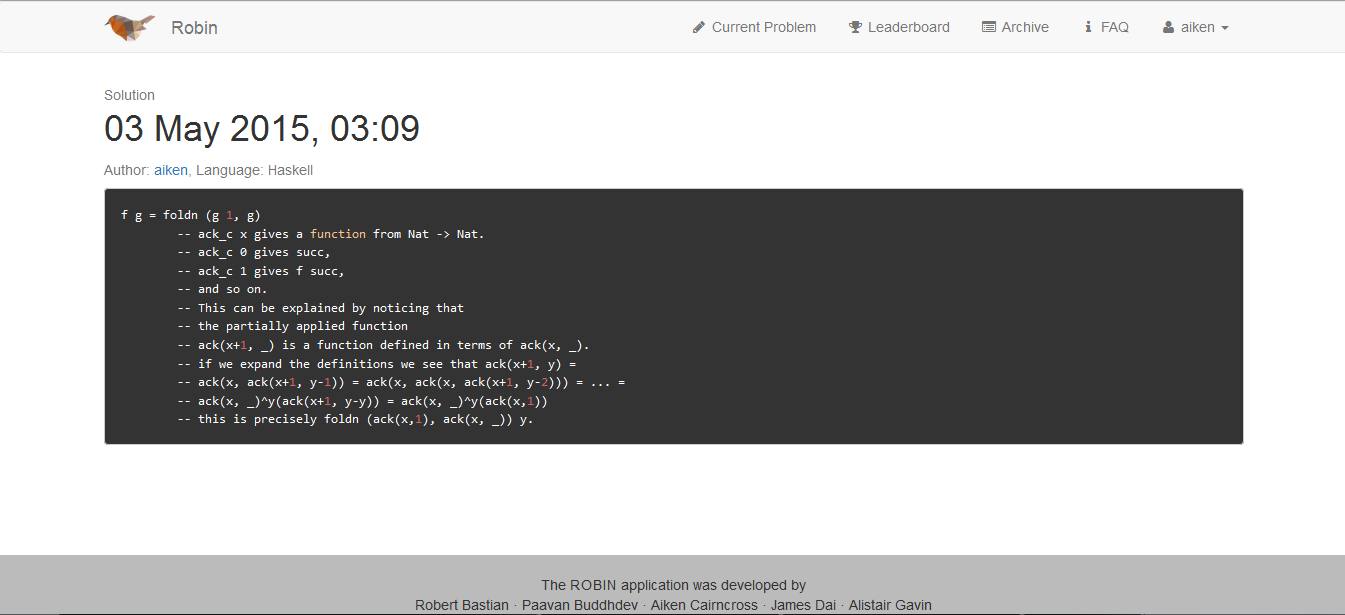 Robin
Current Problem
Leaderboard
Archive
FAQ
aiken
Solution
03 May 2015, 03:09
Author: aiken, Language: Haskell
f g = foldn (g 1, g)
-- ack_c x gives a function from Nat -> Nat.
-- ack_c 0 gives succ,
-- ack_c 1 gives f succ,
-- and so on.
-- This can be explained by noticing that
-- the partially applied function
-- ack(x+1, _) is a function defined in terms of ack(x, _).
-- if we expand the definitions we see that ack(x+1, y) =
-- ack(x, ack(x+1, y-1)) = ack(x, ack(x, ack(x+1, y-2))) = ... =
-- ack(x, _)^y(ack(x+1, y-y)) = ack(x, _)^y(ack(x,1))
-- this is precisely foldn (ack(x,1), ack(x, _)) y.
The ROBIN application was developed by
Robert Bastian · Paavan Buddhdev · Aiken Cairncross · James Dai · Alistair Gavin